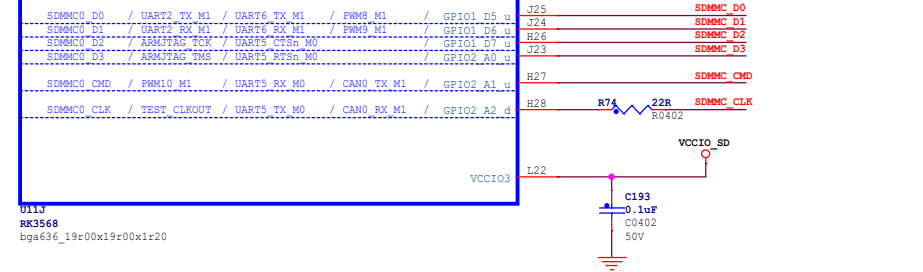 SDMMC0_D0 / UART2_TX_M1 / UART6_TX_M1 / PWM8_M1 / GPIO1_D5_u J25 SDMMC_D0
SDMMC0_D1 / UART2_RX_M1 / UART6_RX_M1 / PWM9_M1 / GPIO1_D6_u J24 SDMMC_D1
SDMMC0_D2 / ARMJTAG_TCK / UART5_CTSn_M0 / GPIO1_D7_u H26 SDMMC_D2
SDMMC0_D3 / ARMJTAG_TMS / UART5_RTSn_M0 / GPIO2_A0_u J23 SDMMC_D3
SDMMC0_CMD / PWM10_M1 / UART5_RX_M0 / CAN0_TX_M1 / GPIO2_A1_u H27 SDMMC_CMD
SDMMC0_CLK / TEST_CLKOUT / UART5_TX_M0 / CAN0_RX_M1 / GPIO2_A2_d H28 R74 22R SDMMC_CLK
R0402
VCCIO_SD
VCCIO3 L22
C193
0.1uF
C0402
50V
U11J
RK3568
bga636_19r00x19r00x1r20